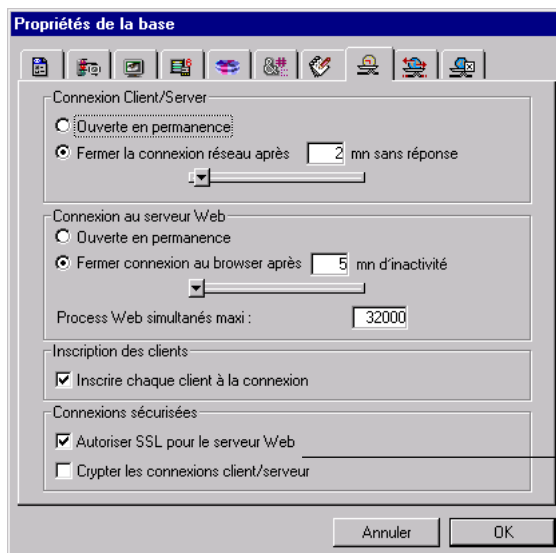 Propriétés de la base
Connexion Client/Server
Ouverte en permanence
Fermer la connexion réseau après 2 mn sans réponse
Connexion au serveur Web
Ouverte en permanence
Fermer connexion au browser après 5 mn d'inactivité
Process Web simultanés maxi : 32000
Inscription des clients
Inscrire chaque client à la connexion
Connexions sécurisées
Autoriser SSL pour le serveur Web
Crypter les connexions client/serveur
Annuler OK